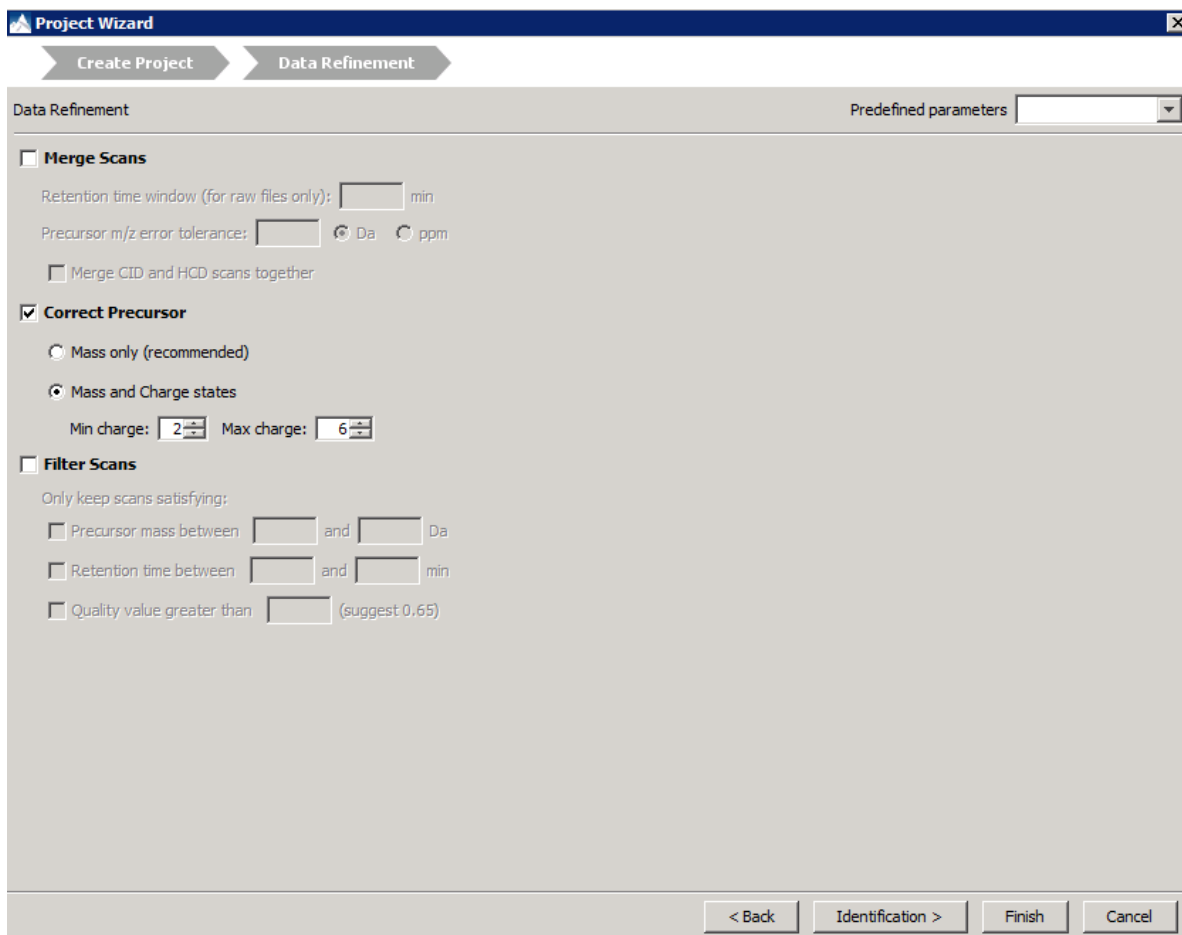 Project Wizard
Create Project Data Refinement
Data Refinement Predefined parameters
Merge Scans
Retention time window (for raw files only): min
Precursor m/z error tolerance: Da ppm
Merge CID and HCD scans together
Correct Precursor
Mass only (recommended)
Mass and Charge states
Min charge: 2 Max charge: 6
Filter Scans
Only keep scans satisfying:
Precursor mass between and Da
Retention time between and min
Quality value greater than (suggest 0.65)
< Back Identification > Finish Cancel